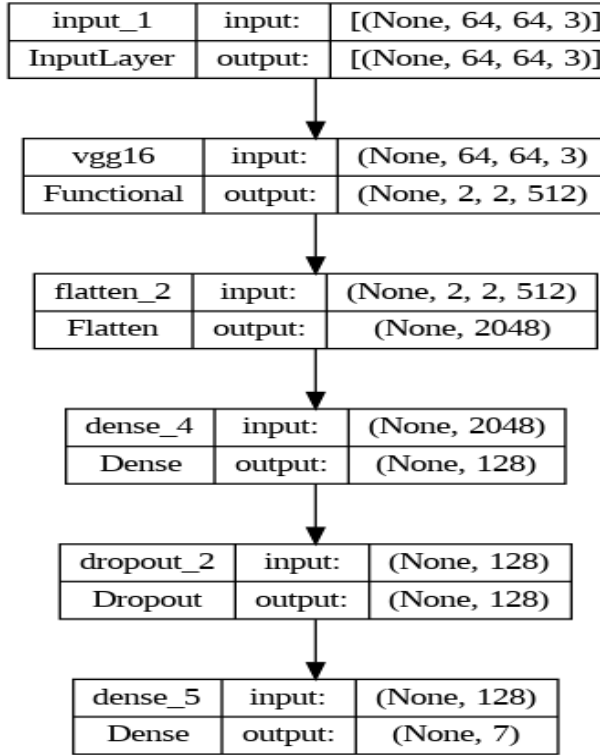 input_1 input: [(None, 64, 64, 3)]
InputLayer output: [(None, 64, 64, 3)]
vgg16 input: (None, 64, 64, 3)
Functional output: (None, 2, 2, 512)
flatten_2 input: (None, 2, 2, 512)
Flatten output: (None, 2048)
dense_4 input: (None, 2048)
Dense output: (None, 128)
dropout_2 input: (None, 128)
Dropout output: (None, 128)
dense_5 input: (None, 128)
Dense output: (None, 7)